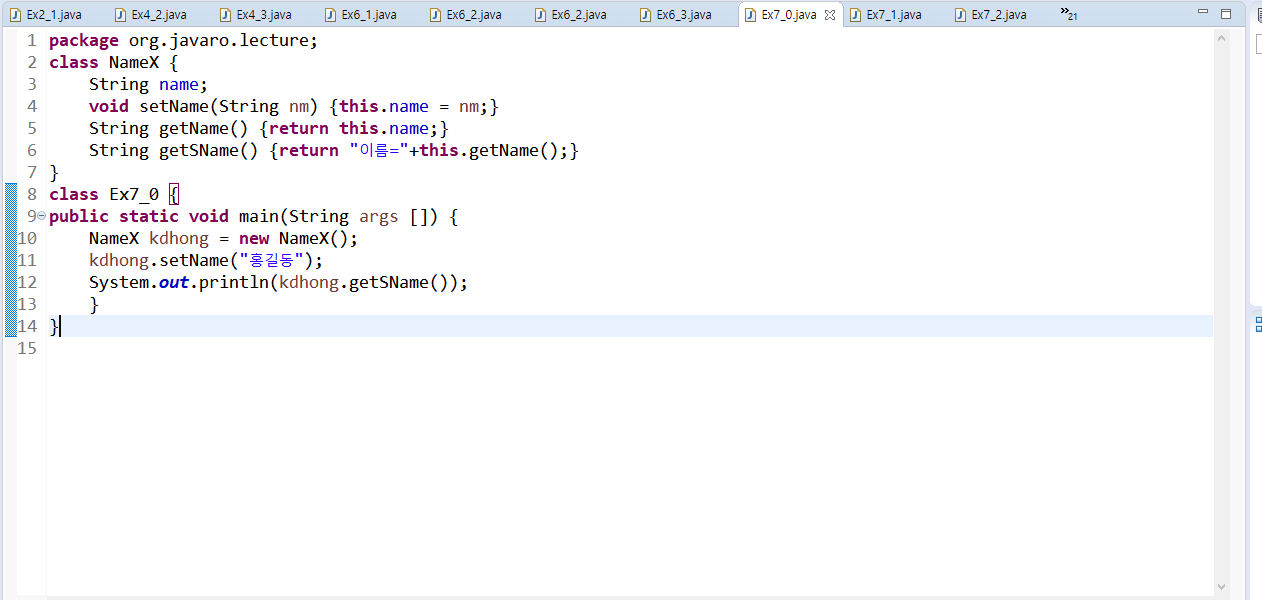 Ex2_1.java Ex4_2.java Ex4_3.java Ex6_1.java Ex6_2.java Ex6_2.java Ex6_3.java Ex7_0.java Ex7_1.java Ex7_2.java »21
1 package org.javaro.lecture;
2 class NameX {
3 String name;
4 void setName(String nm) {this.name = nm;}
5 String getName() {return this.name;}
6 String getSName() {return "이름="+this.getName();}
7 }
8 class Ex7_0 {
9 public static void main(String args []) {
10 NameX kdhong = new NameX();
11 kdhong.setName("홍길동");
12 System.out.println(kdhong.getSName());
13 }
14 }
15